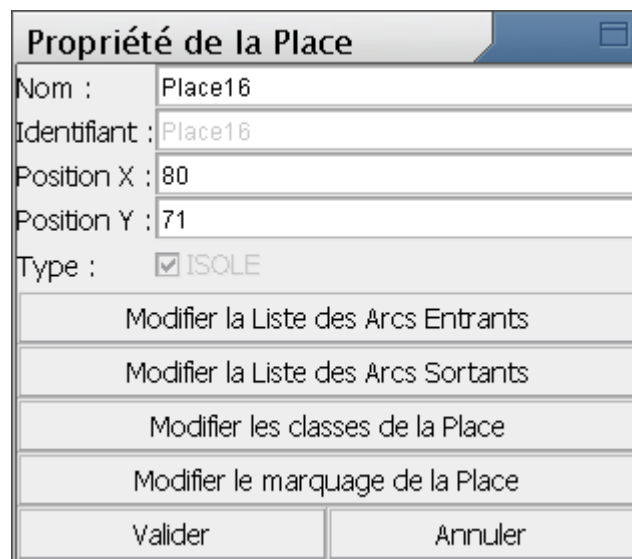 Propriété de la Place
Nom : Place16
Identifiant : Place16
Position X : 80
Position Y : 71
Type : ISOLE
Modifier la Liste des Arcs Entrants
Modifier la Liste des Arcs Sortants
Modifier les classes de la Place
Modifier le marquage de la Place
Valider Annuler